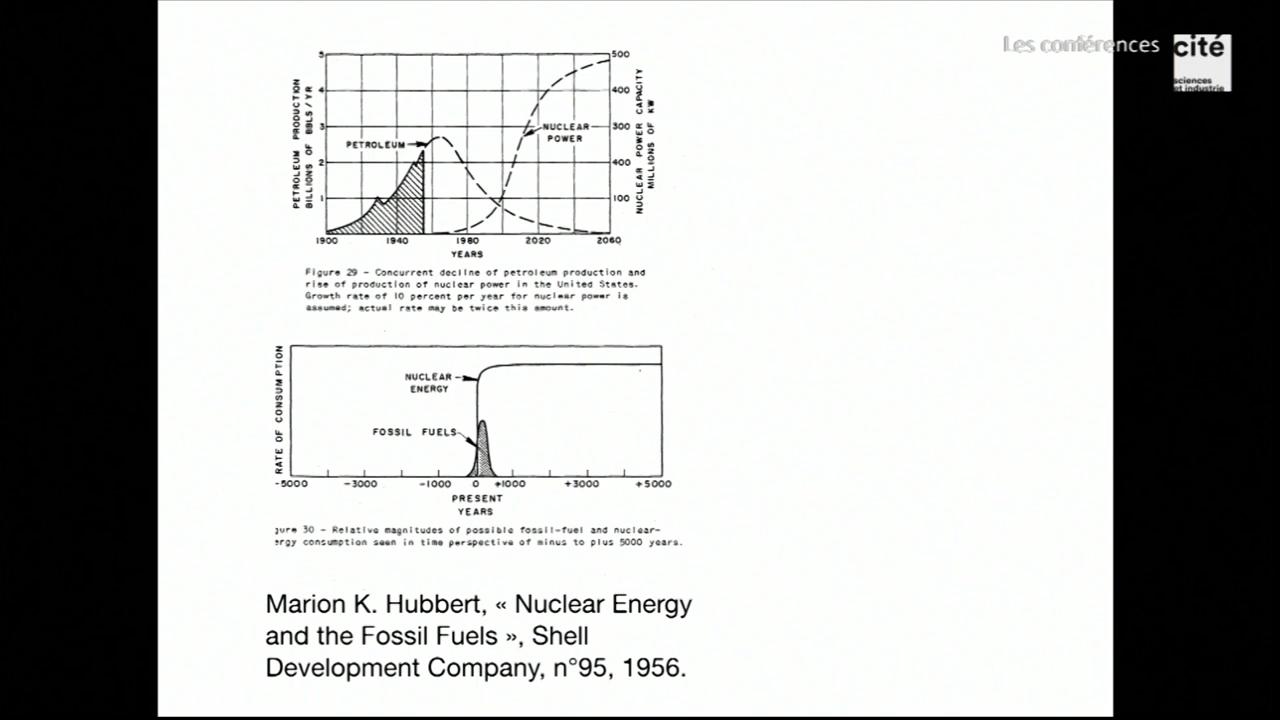 Les conférences
cité
sciences
et industrie
5
4
3
2
1
500
400
300
400
100
PETROLEUM PRODUCTION
BILLIONS OF BBLS / YR
NUCLEAR POWER CAPACITY
MILLIONS OF KW
PETROLEUM
NUCLEAR
POWER
1900 1940 1980 2020 2060
YEARS
Figure 29 - Concurrent decline of petroleum production and
rise of production of nuclear power in the United States.
Growth rate of 10 percent per year for nuclear power is
assumed; actual rate may be twice this amount.
RATE OF CONSUMPTION
NUCLEAR
ENERGY
FOSSIL FUELS
-5000 -3000 -1000 0 +1000 +3000 +5000
PRESENT
YEARS
gure 30 - Relative magnitudes of possible fossil-fuel and nuclear-
ergy consumption seen in time perspective of minus to plus 5000 years.
Marion K. Hubbert, « Nuclear Energy
and the Fossil Fuels », Shell
Development Company, n°95, 1956.